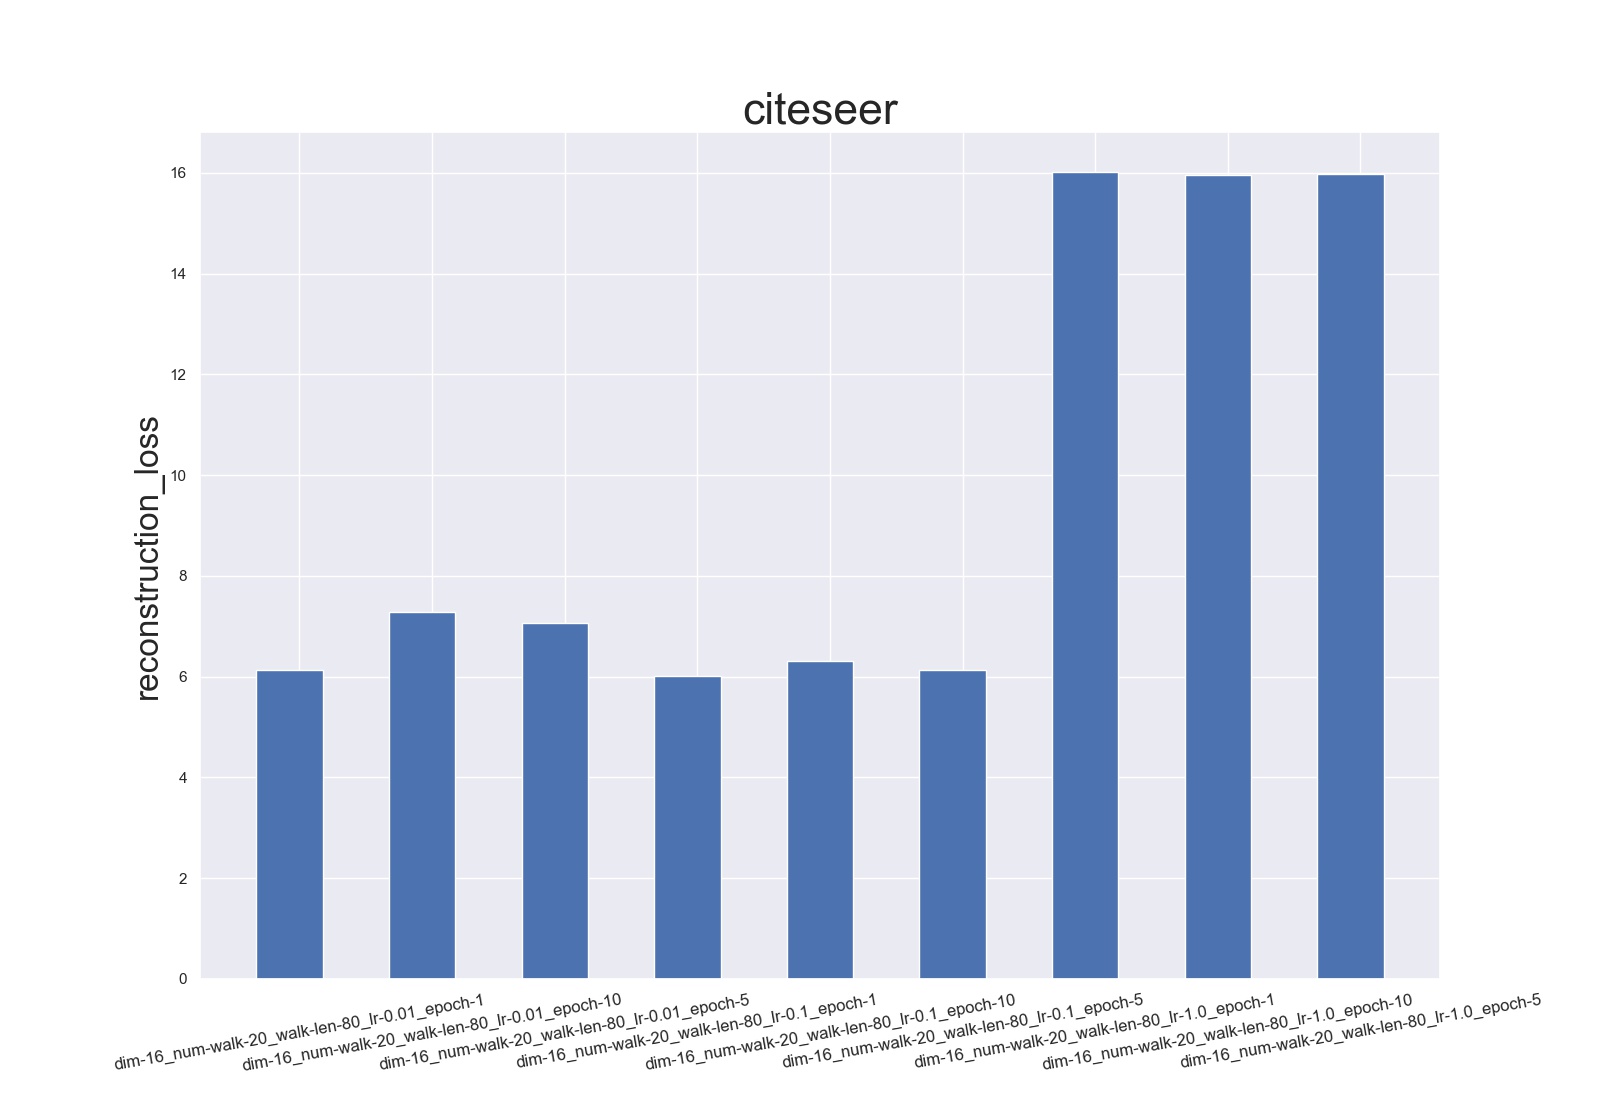 citeseer
reconstruction_loss
16
14
12
10
8
6
4
2
0
dim-16_num-walk-20_walk-len-80_lr-0.01_epoch-1
dim-16_num-walk-20_walk-len-80_lr-0.01_epoch-10
dim-16_num-walk-20_walk-len-80_lr-0.01_epoch-5
dim-16_num-walk-20_walk-len-80_lr-0.1_epoch-1
dim-16_num-walk-20_walk-len-80_lr-0.1_epoch-10
dim-16_num-walk-20_walk-len-80_lr-0.1_epoch-5
dim-16_num-walk-20_walk-len-80_lr-1.0_epoch-1
dim-16_num-walk-20_walk-len-80_lr-1.0_epoch-10
dim-16_num-walk-20_walk-len-80_lr-1.0_epoch-5